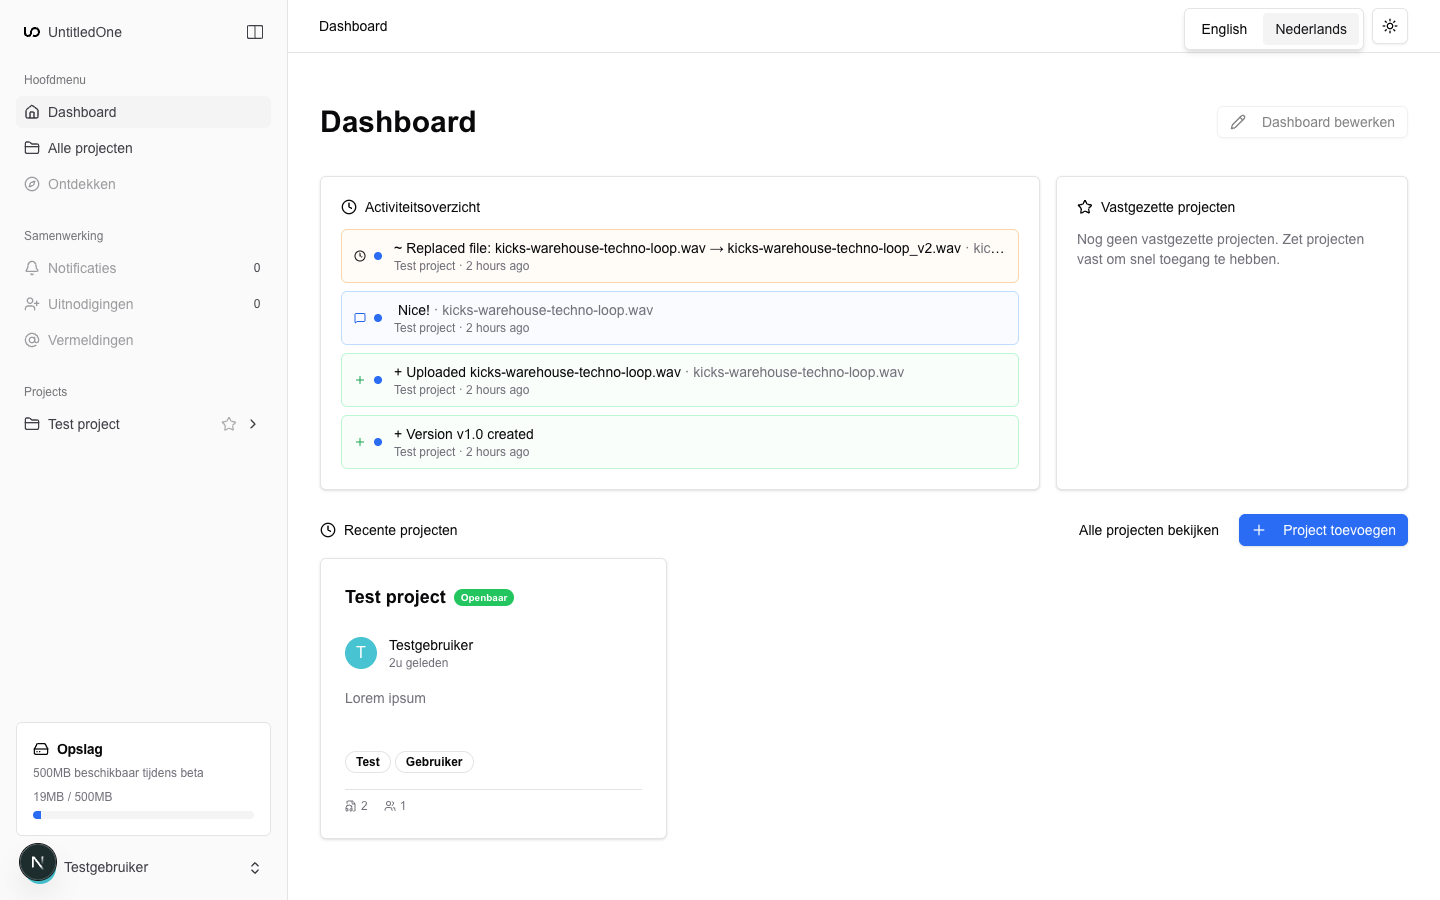 UntitledOne
Hoofdmenu
Dashboard
Alle projecten
Ontdekken
Samenwerking
Notificaties 0
Uitnodigingen 0
Vermeldingen
Projects
Test project
Opslag
500MB beschikbaar tijdens beta
19MB / 500MB
N Testgebruiker
Dashboard
English Nederlands
Dashboard
Dashboard bewerken
Activiteitsoverzicht
~ Replaced file: kicks-warehouse-techno-loop.wav → kicks-warehouse-techno-loop_v2.wav · kic...
Test project · 2 hours ago
Nice! · kicks-warehouse-techno-loop.wav
Test project · 2 hours ago
+ Uploaded kicks-warehouse-techno-loop.wav · kicks-warehouse-techno-loop.wav
Test project · 2 hours ago
+ Version v1.0 created
Test project · 2 hours ago
Vastgezette projecten
Nog geen vastgezette projecten. Zet projecten
vast om snel toegang te hebben.
Recente projecten
Alle projecten bekijken
Project toevoegen
Test project Openbaar
T Testgebruiker
2u geleden
Lorem ipsum
Test Gebruiker
2 1